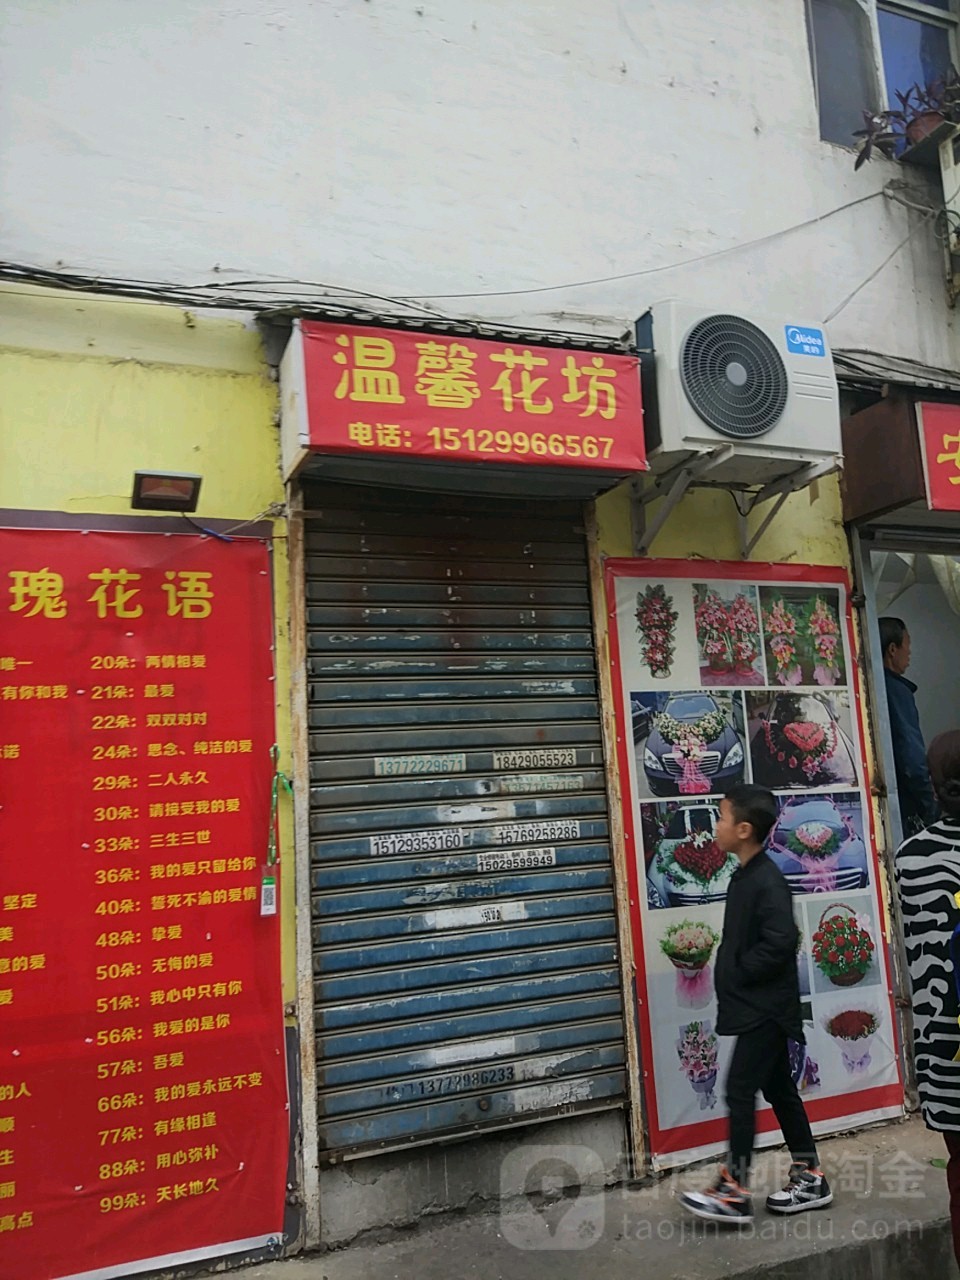 温馨花坊
电话：15129966567
Midea
美的
安
瑰花语
唯一
有你和我
诺
坚定
美
意的爱
爱
的人
顺
生
丽
高点
20朵：两情相爱
21朵：最爱
22朵：双双对对
24朵：思念、纯洁的爱
29朵：二人永久
30朵：请接受我的爱
33朵：三生三世
36朵：我的爱只留给你
40朵：誓死不渝的爱情
48朵：挚爱
50朵：无悔的爱
51朵：我心中只有你
56朵：我爱的是你
57朵：吾爱
66朵：我的爱永远不变
77朵：有缘相逢
88朵：用心弥补
99朵：天长地久
13772229671
18429055523
15129353160
15769258286
15029599949
13772986233
百度地图淘金
taojin.baidu.com